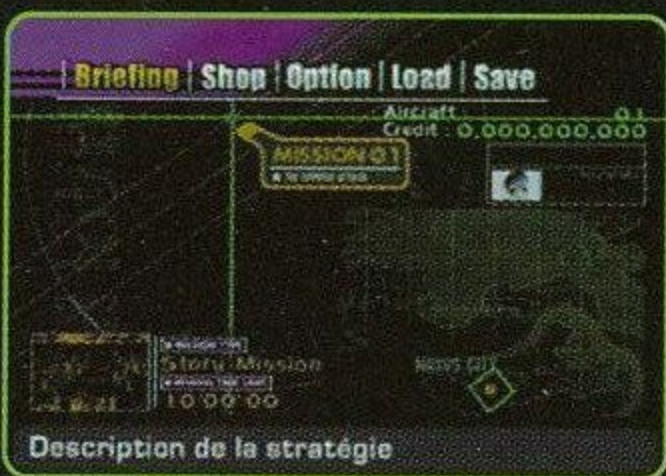 Briefing | Shop | Option | Load | Save
Aircraft : 01
Credit : 0,000,000,000
MISSION 01
Story Mission
10'00'00
Description de la stratégie